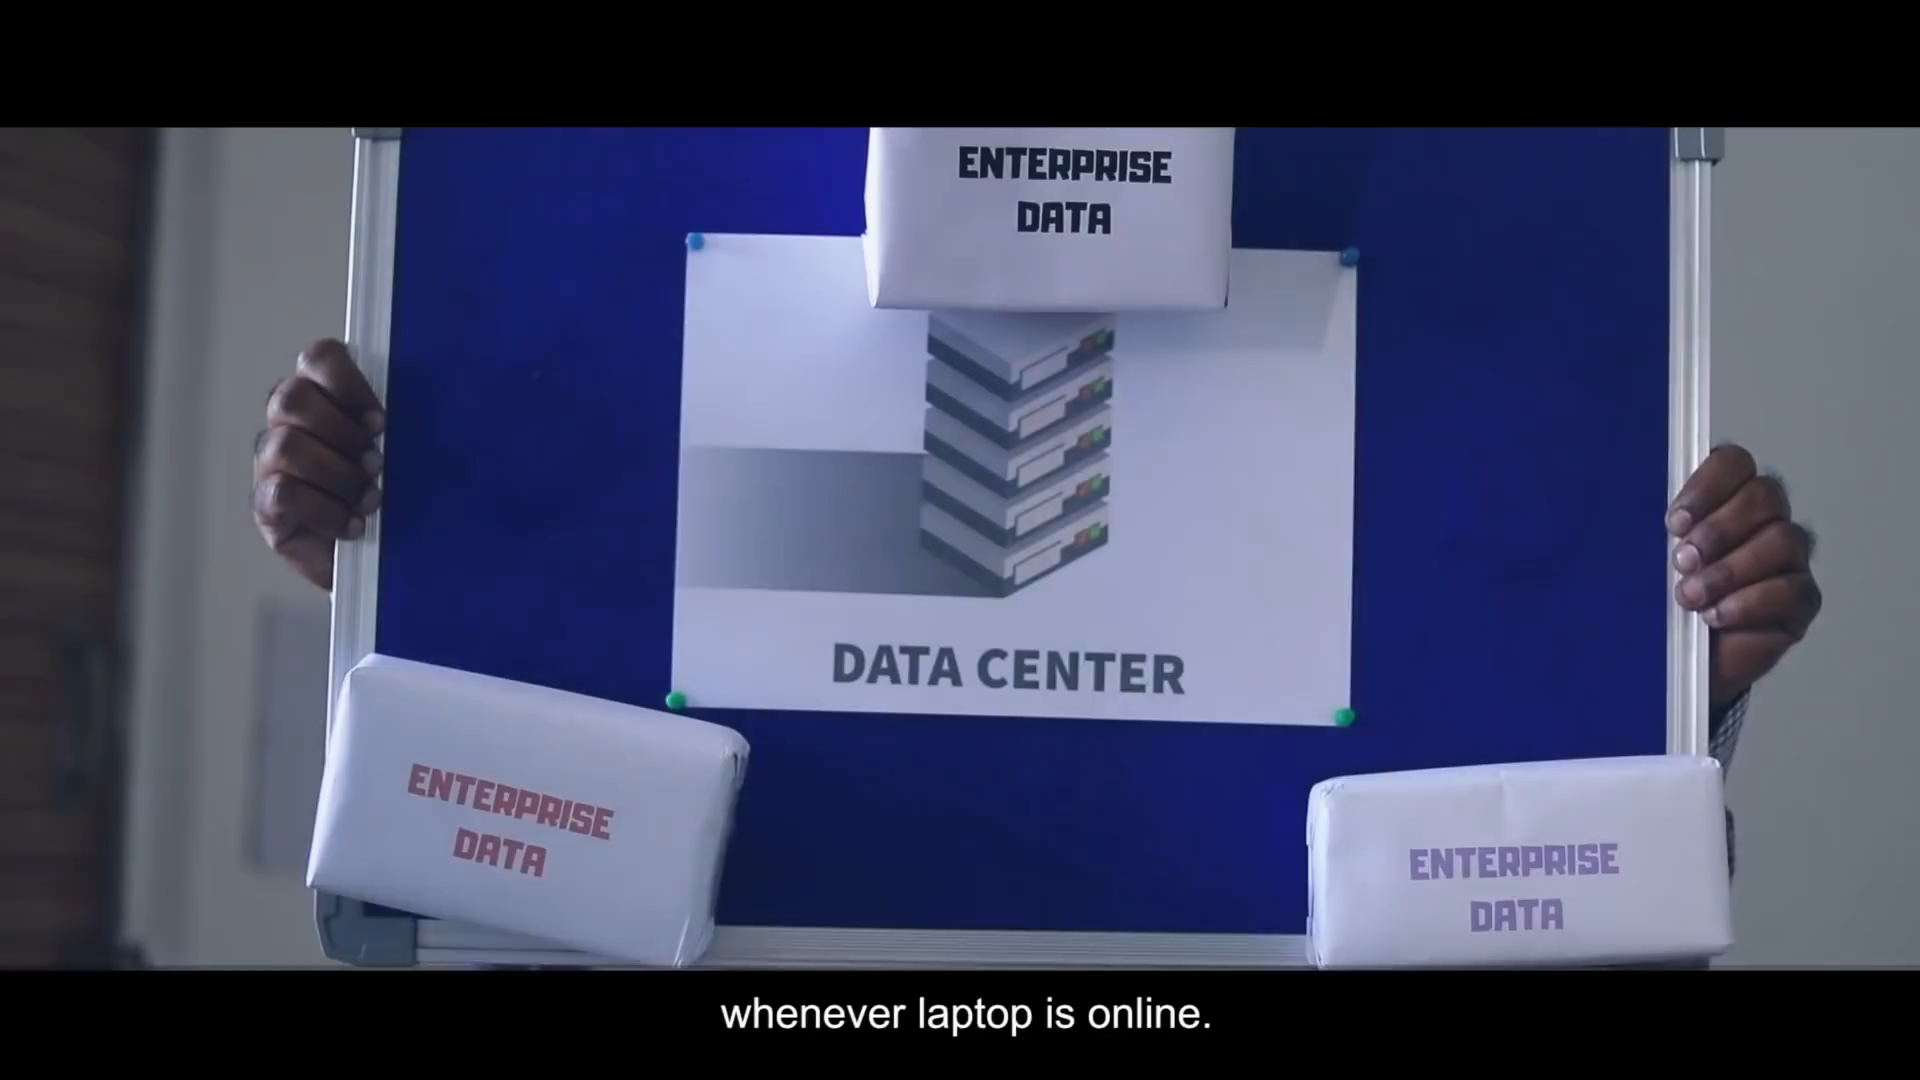 ENTERPRISE
DATA
DATA CENTER
ENTERPRISE
DATA
ENTERPRISE
DATA
whenever laptop is online.